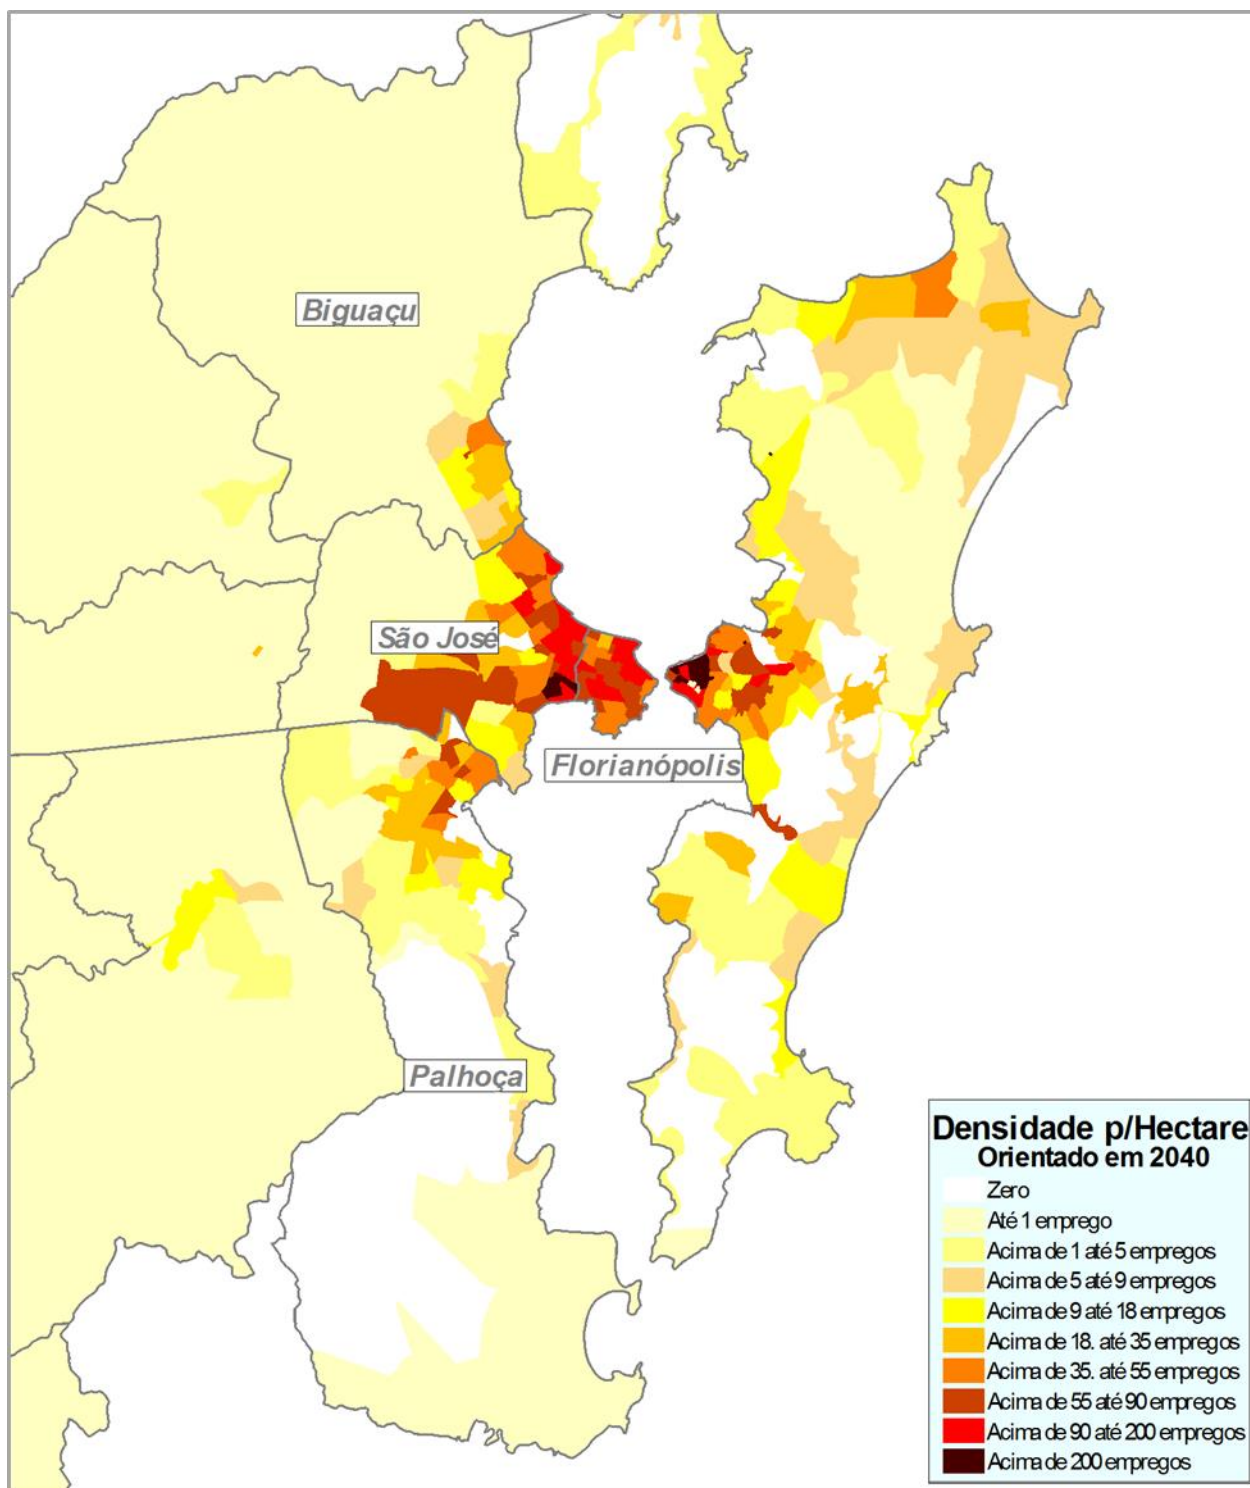 Biguaçu
São José
Florianópolis
Palhoça
Densidade p/Hectare
Orientado em 2040
Zero
Até 1 emprego
Acima de 1 até 5 empregos
Acima de 5 até 9 empregos
Acima de 9 até 18 empregos
Acima de 18. até 35 empregos
Acima de 35. até 55 empregos
Acima de 55 até 90 empregos
Acima de 90 até 200 empregos
Acima de 200 empregos